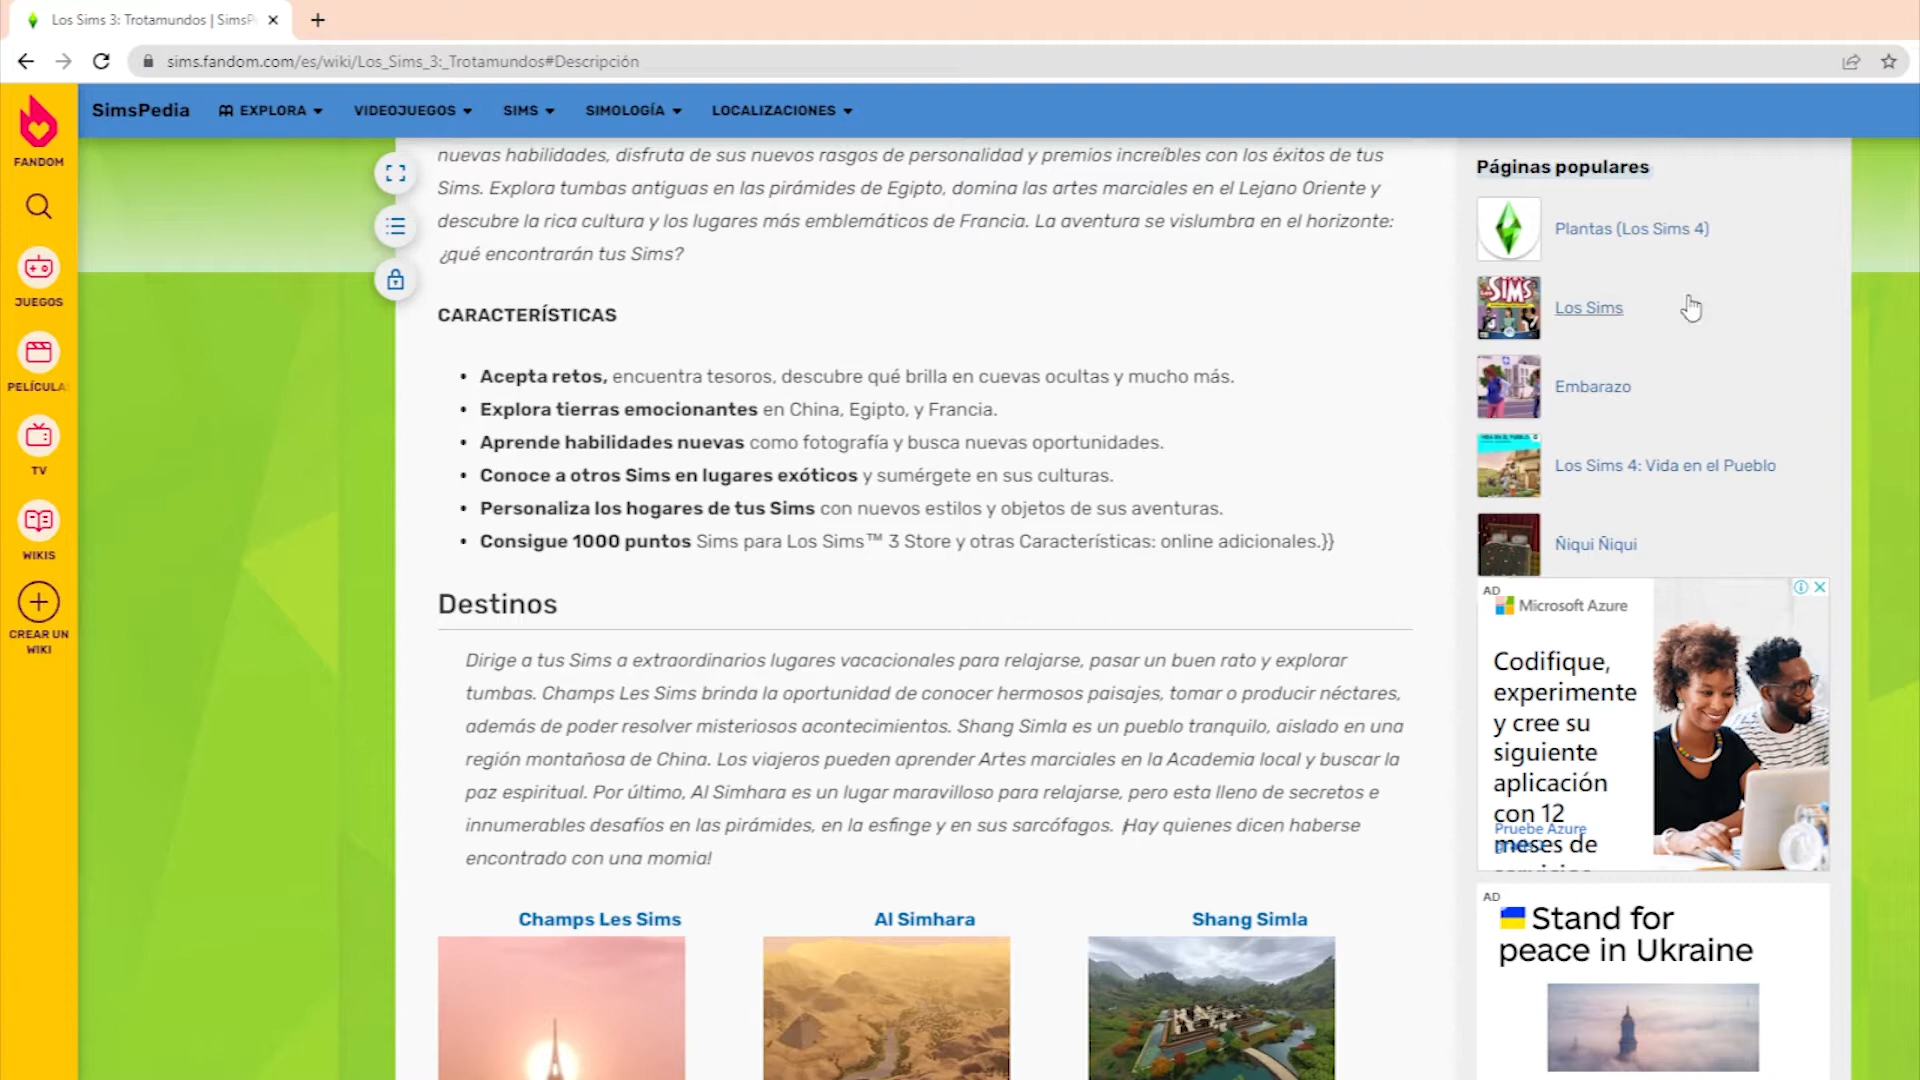 Los Sims 3: Trotamundos | SimsP
sims.fandom.com/es/wiki/Los_Sims_3:_Trotamundos#Descripción
SimsPedia
EXPLORA
VIDEOJUEGOS
SIMS
SIMOLOGÍA
LOCALIZACIONES
FANDOM
JUEGOS
PELÍCULA
TV
WIKIS
CREAR UN
WIKI
nuevas habilidades, disfruta de sus nuevos rasgos de personalidad y premios increíbles con los éxitos de tus
Sims. Explora tumbas antiguas en las pirámides de Egipto, domina las artes marciales en el Lejano Oriente y
descubre la rica cultura y los lugares más emblemáticos de Francia. La aventura se vislumbra en el horizonte:
¿qué encontrarán tus Sims?
CARACTERÍSTICAS
• Acepta retos, encuentra tesoros, descubre qué brilla en cuevas ocultas y mucho más.
• Explora tierras emocionantes en China, Egipto, y Francia.
• Aprende habilidades nuevas como fotografía y busca nuevas oportunidades.
• Conoce a otros Sims en lugares exóticos y sumérgete en sus culturas.
• Personaliza los hogares de tus Sims con nuevos estilos y objetos de sus aventuras.
• Consigue 1000 puntos Sims para Los Sims™ 3 Store y otras Características: online adicionales.}}
Destinos
Dirige a tus Sims a extraordinarios lugares vacacionales para relajarse, pasar un buen rato y explorar
tumbas. Champs Les Sims brinda la oportunidad de conocer hermosos paisajes, tomar o producir néctares,
además de poder resolver misteriosos acontecimientos. Shang Simla es un pueblo tranquilo, aislado en una
región montañosa de China. Los viajeros pueden aprender Artes marciales en la Academia local y buscar la
paz espiritual. Por último, Al Simhara es un lugar maravilloso para relajarse, pero esta lleno de secretos e
innumerables desafíos en las pirámides, en la esfinge y en sus sarcófagos. ¡Hay quienes dicen haberse
encontrado con una momia!
Champs Les Sims
Al Simhara
Shang Simla
Páginas populares
Plantas (Los Sims 4)
SIMS
Los Sims
Embarazo
Los Sims 4: Vida en el Pueblo
Ñiqui Ñiqui
AD
Microsoft Azure
Codifique,
experimente
y cree su
siguiente
aplicación
con 12
Pruebe Azure
meses de
AD
Stand for
peace in Ukraine